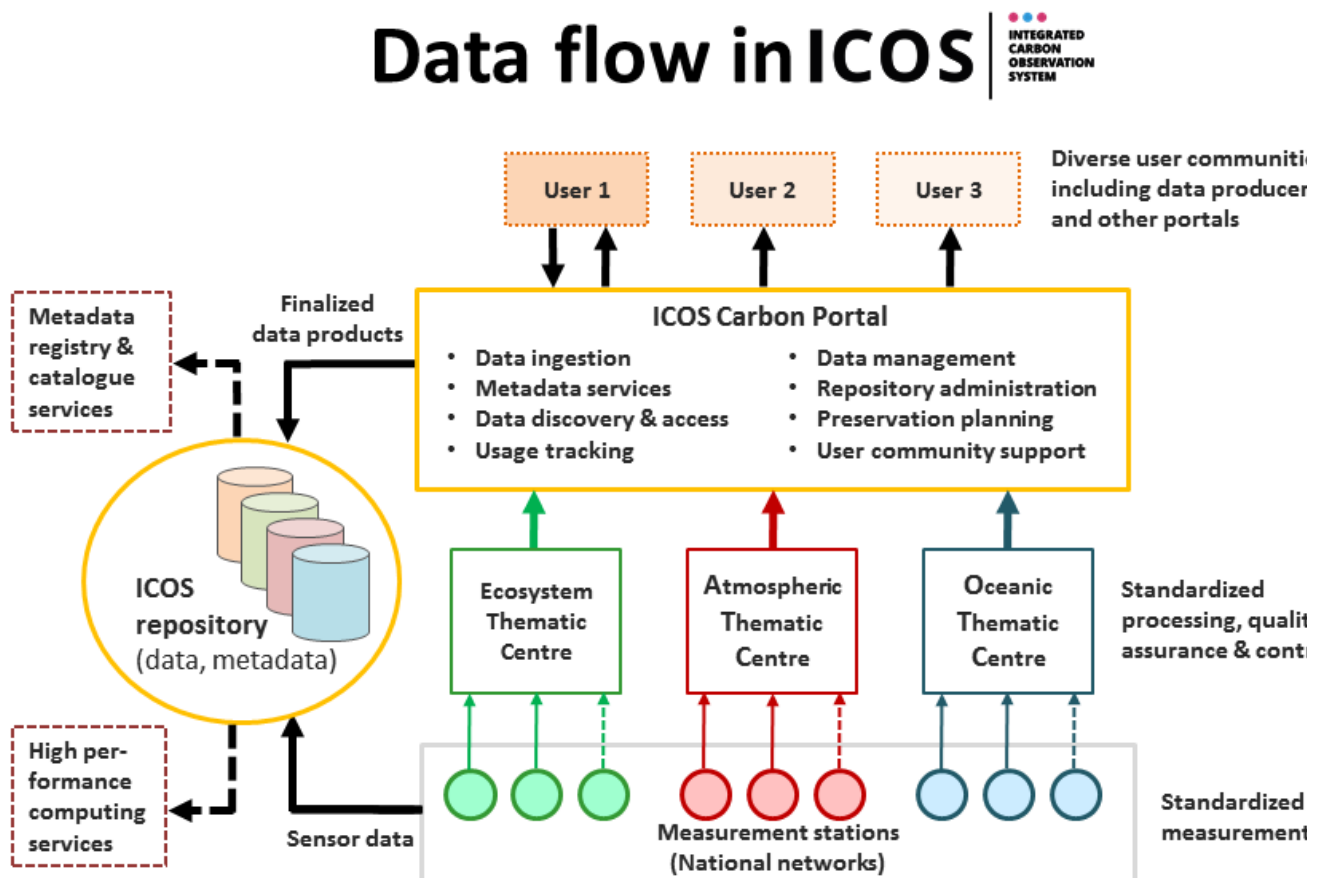 Data flow in ICOS
INTEGRATED
CARBON
OBSERVATION
SYSTEM
User 1
User 2
User 3
Diverse user communiti
including data producer
and other portals
Metadata
registry &
catalogue
services
Finalized
data products
ICOS Carbon Portal
• Data ingestion
• Metadata services
• Data discovery & access
• Usage tracking
• Data management
• Repository administration
• Preservation planning
• User community support
ICOS
repository
(data, metadata)
Ecosystem
Thematic
Centre
Atmospheric
Thematic
Centre
Oceanic
Thematic
Centre
Standardized
processing, qualit
assurance & contr
High per-
formance
computing
services
Sensor data
Measurement stations
(National networks)
Standardized
measurement